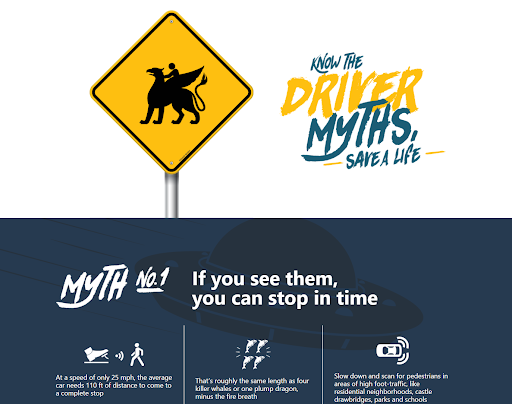 KNOW THE
DRIVER
MYTHS,
SAVE A LIFE
MYTH No.1
If you see them,
you can stop in time
At a speed of only 25 mph, the average
car needs 110 ft of distance to come to
a complete stop
That's roughly the same length as four
killer whales or one plump dragon,
minus the fire breath
Slow down and scan for pedestrians in
areas of high foot-traffic, like
residential neighborhoods, castle
drawbridges, parks and schools